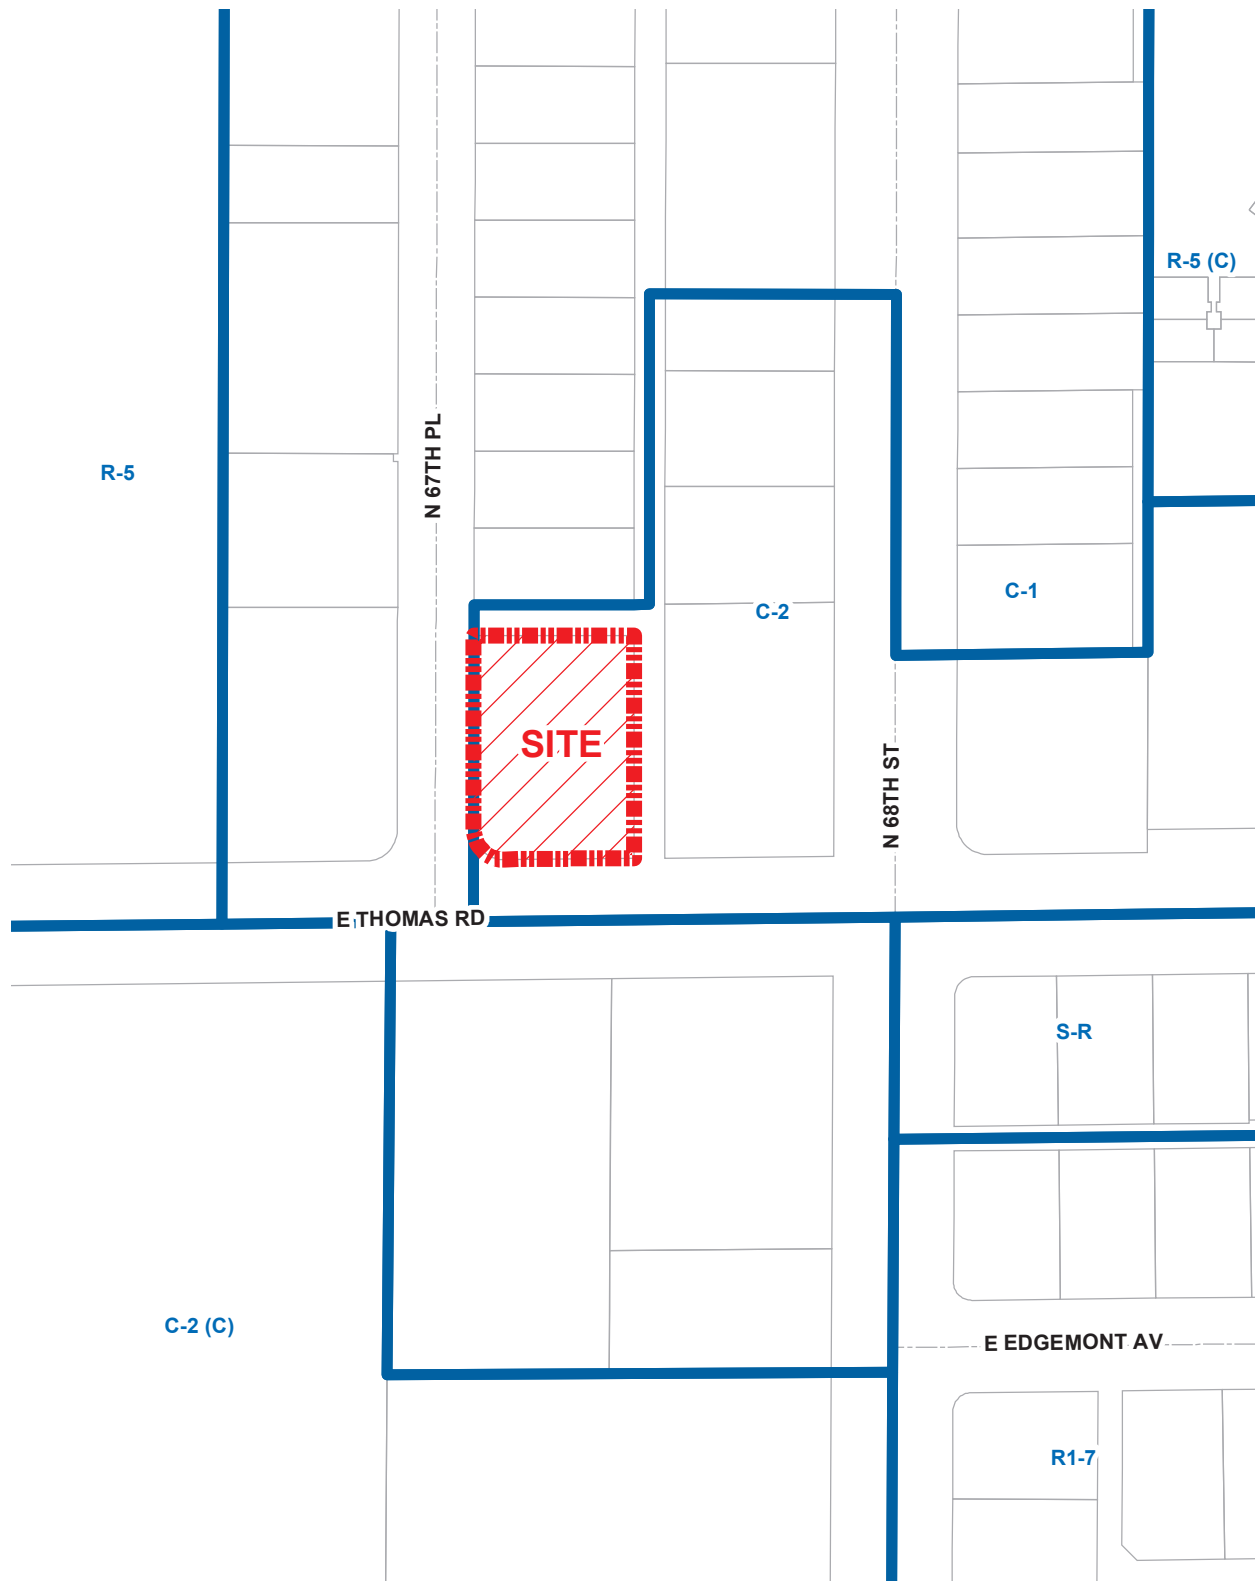 R-5 (C)
N 67TH PL
R-5
C-1
C-2
SITE
N 68TH ST
E THOMAS RD
S-R
C-2 (C)
E EDGEMONT AV
R1-7